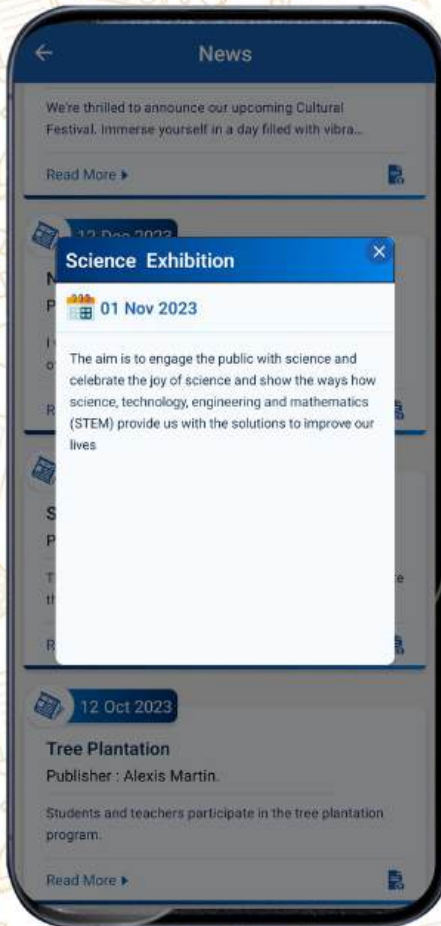 News
We're thrilled to announce our upcoming Cultural
Festival. Immerse yourself in a day filled with vibra...
Read More
12 Dec 2023
Science Exhibition
01 Nov 2023
The aim is to engage the public with science and
celebrate the joy of science and show the ways how
science, technology, engineering and mathematics
(STEM) provide us with the solutions to improve our
lives
12 Oct 2023
Tree Plantation
Publisher : Alexis Martin.
Students and teachers participate in the tree plantation
program.
Read More